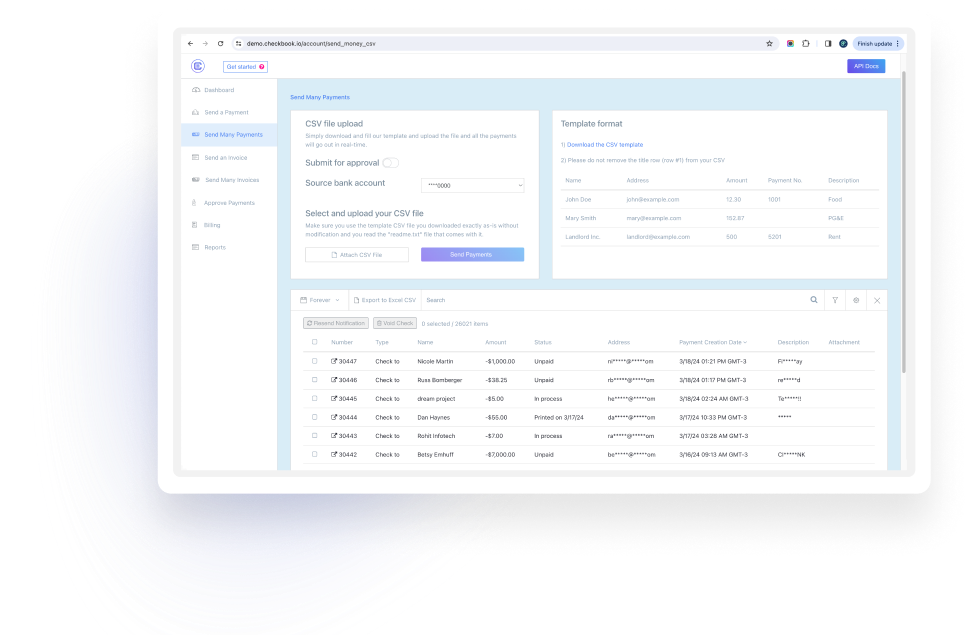 demo.checkbook.io/account/send_money_csv
Finish update
Get started
API Docs
Dashboard
Send a Payment
Send Many Payments
Send an Invoice
Send Many Invoices
Approve Payments
Billing
Reports
Send Many Payments
CSV file upload
Simply download and fill our template and upload the file and all the payments
will go out in real-time.
Submit for approval
Source bank account
****0000
Select and upload your CSV file
Make sure you use the template CSV file you downloaded exactly as-is without
modification and you read the "readme.txt" file that comes with it.
Attach CSV File
Send Payments
Template format
1) Download the CSV template
2) Please do not remove the title row (row #1) from your CSV
Name Address Amount Payment No. Description
John Doe john@example.com 12.30 1001 Food
Mary Smith mary@example.com 152.67 PG&E
Landlord Inc. landlord@example.com 500 5201 Rent
Forever Export to Excel CSV Search
Resend Notification Void Check 0 selected | 26021 items
Number Type Name Amount Status Address Payment Creation Date Description Attachment
30447 Check to Nicole Martin -$1,000.00 Unpaid ni*****@*****om 3/18/24 01:21 PM GMT-3 Fi*****ay
30446 Check to Russ Bomberger -$38.25 Unpaid rb*****@*****om 3/18/24 01:17 PM GMT-3 re*****d
30445 Check to dream project -$5.00 In process he*****@*****om 3/18/24 02:24 AM GMT-3 Te*****!!
30444 Check to Dan Haynes -$55.00 Printed on 3/17/24 da*****@*****om 3/17/24 10:33 PM GMT-3 *****
30443 Check to Rohit Infotech -$7.00 In process ra*****@*****om 3/17/24 03:28 AM GMT-3
30442 Check to Betsy Emhuff -$7,000.00 Unpaid be*****@*****om 3/16/24 09:13 AM GMT-3 Cl*****NK